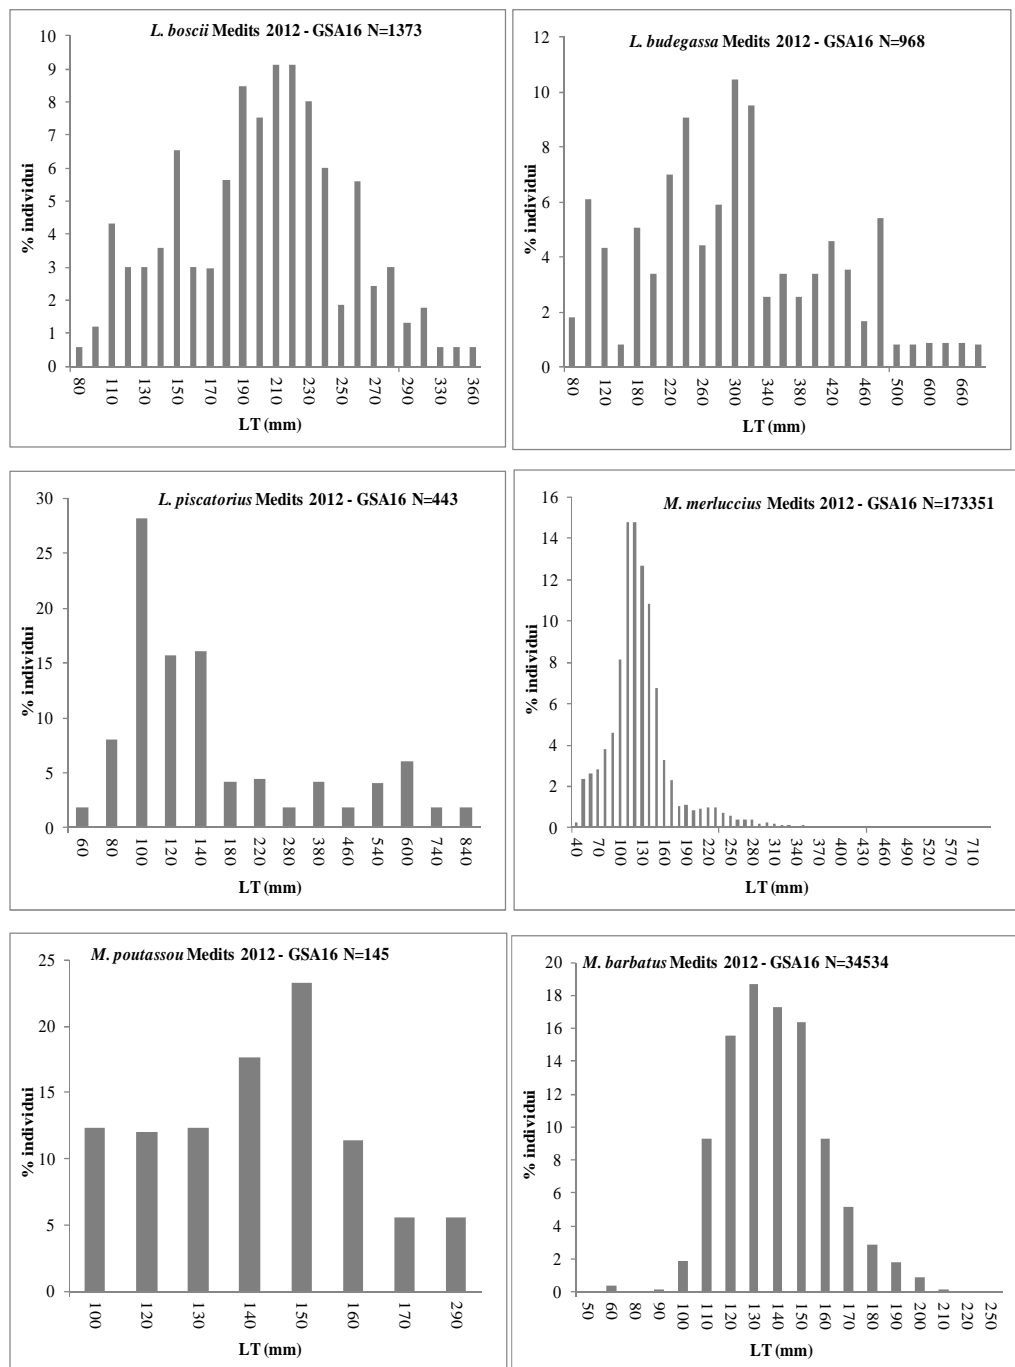 L. boscii Medits 2012 - GSA16 N=1373
% individui
10
9
8
7
6
5
4
3
2
1
0
80 110 130 150 170 190 210 230 250 270 290 330 360
LT (mm)
L. budegassa Medits 2012 - GSA16 N=968
% individui
12
10
8
6
4
2
0
80 120 180 220 260 300 340 380 420 460 500 600 660
LT (mm)
L. piscatorius Medits 2012 - GSA16 N=443
% individui
30
25
20
15
10
5
0
60 80 100 120 140 180 220 280 380 460 540 600 740 840
LT (mm)
M. merluccius Medits 2012 - GSA16 N=173351
% individui
16
14
12
10
8
6
4
2
0
40 70 100 130 160 190 220 250 280 310 340 370 400 430 460 490 520 570 710
LT (mm)
M. poutassou Medits 2012 - GSA16 N=145
% individui
25
20
15
10
5
0
100 120 130 140 150 160 170 290
LT (mm)
M. barbatus Medits 2012 - GSA16 N=34534
% individui
20
18
16
14
12
10
8
6
4
2
0
50 60 80 90 100 110 120 130 140 150 160 170 180 190 200 210 220 250
LT (mm)